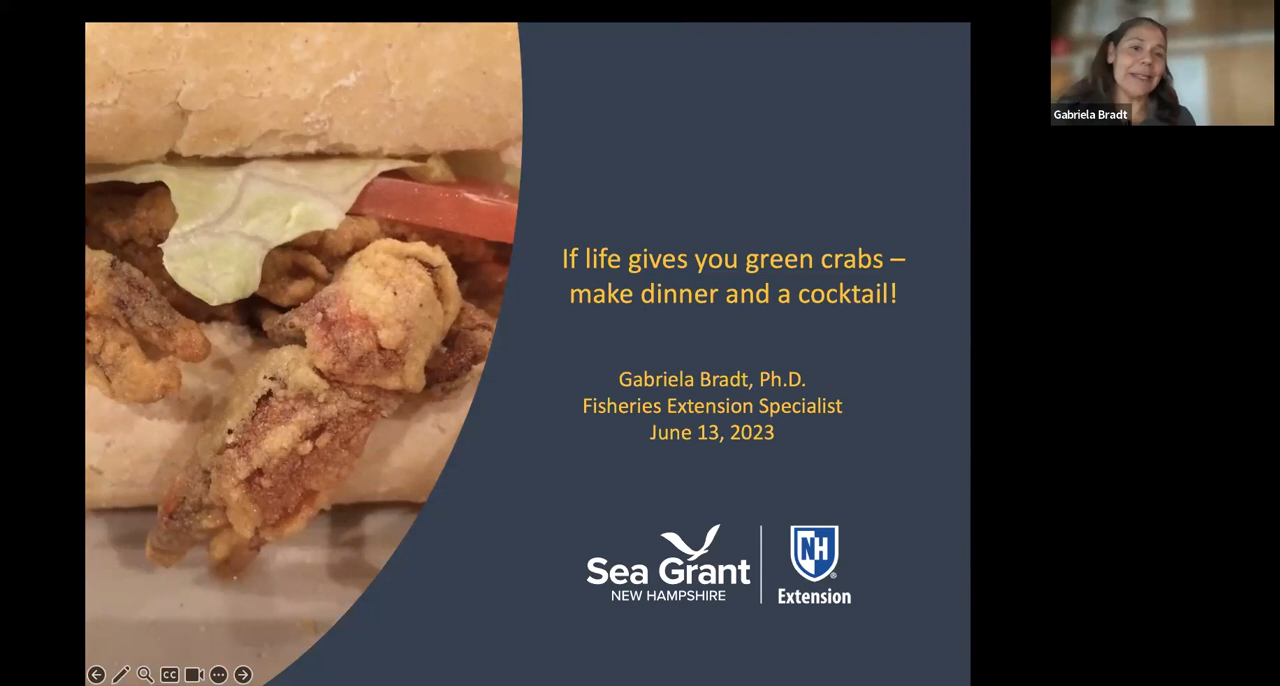 If life gives you green crabs –
make dinner and a cocktail!
Gabriela Bradt, Ph.D.
Fisheries Extension Specialist
June 13, 2023
Sea Grant
NEW HAMPSHIRE
NH
®
Extension
Gabriela Bradt
CC